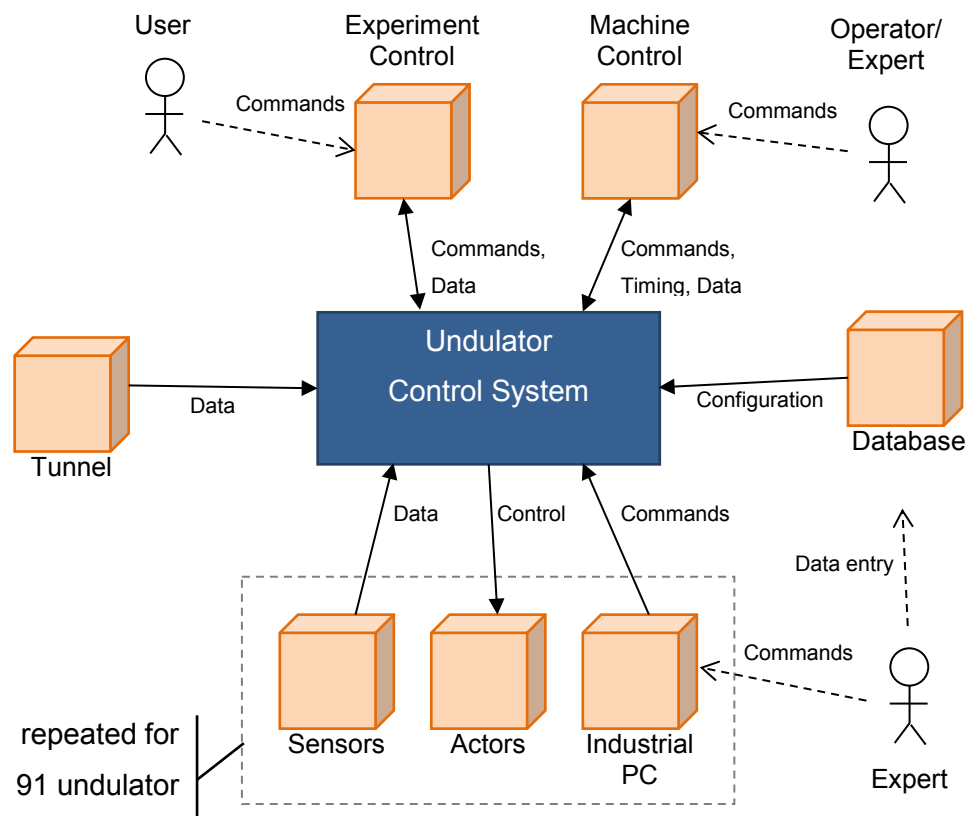 User
Experiment
Control
Machine
Control
Operator/
Expert
Commands
Commands
Commands,
Data
Commands,
Timing, Data
Undulator
Control System
Data
Tunnel
Configuration
Database
Data
Control
Commands
Data entry
Commands
Sensors
Actors
Industrial
PC
repeated for
91 undulator
Expert